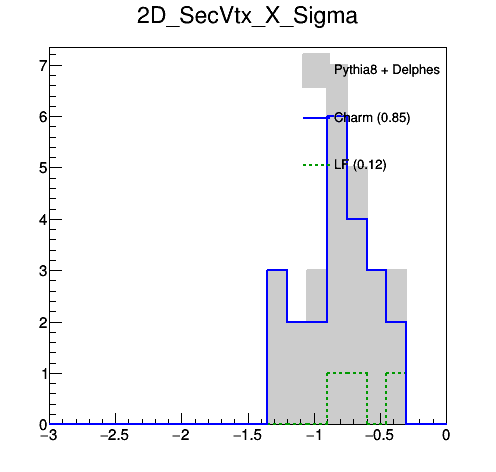 2D_SecVtx_X_Sigma
7
6
5
4
3
2
1
0
Pythia8 + Delphes
Charm (0.85)
LF (0.12)
−3 −2.5 −2 −1.5 −1 −0.5 0